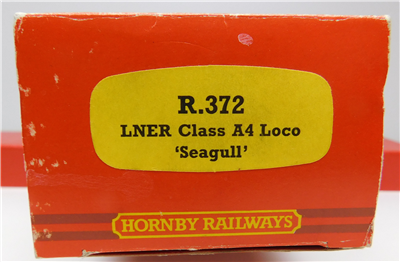 R.372
LNER Class A4 Loco
‘Seagull’
HORNBY RAILWAYS